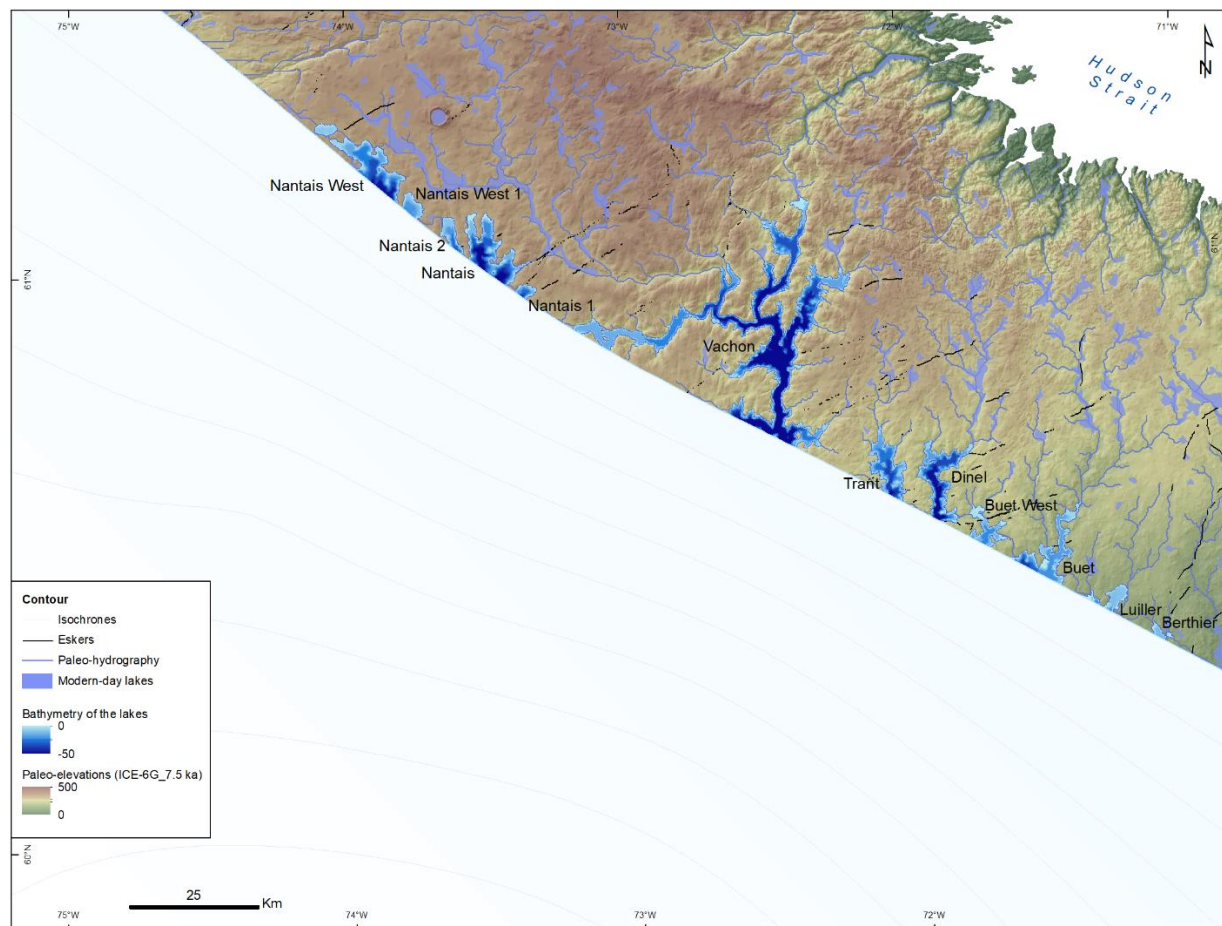 75°W
74°W
73°W
72°W
71°W
N
Hudson
Strait
Nantais West
Nantais West 1
Nantais 2
Nantais
Nantais 1
61°N
61°N
Vachon
Trant
Dinel
Buet West
Buet
Luiller
Berthier
Contour
Isochrones
Eskers
Paleo-hydrography
Modern-day lakes
Bathymetry of the lakes
0
-50
Paleo-elevations (ICE-6G_7.5 ka)
500
0
60°N
25
Km
75°W
74°W
73°W
72°W